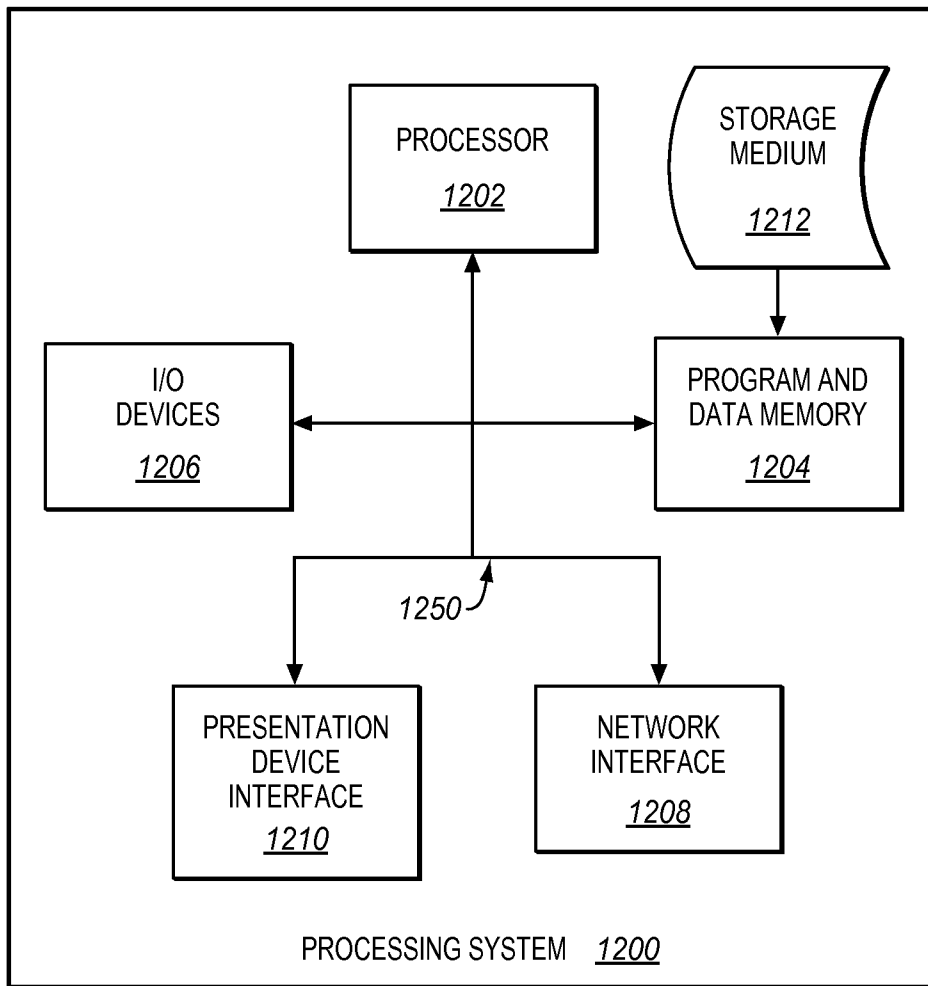 PROCESSOR
1202
STORAGE
MEDIUM
1212
I/O
DEVICES
1206
PROGRAM AND
DATA MEMORY
1204
1250
PRESENTATION
DEVICE
INTERFACE
1210
NETWORK
INTERFACE
1208
PROCESSING SYSTEM 1200